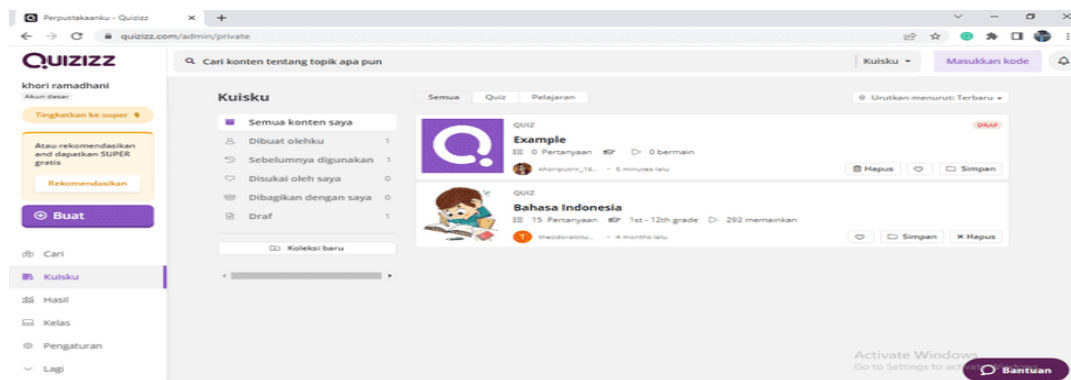 Perpustakaanku - Quizizz
quizizz.com/admin/private
QUIZIZZ
Cari konten tentang topik apa pun
Kuisku
Masukkan kode
khori ramadhani
Akun dasar
Tingkatkan ke super
Atau rekomendasikan
and dapatkan SUPER
gratis
Rekomendasikan
Buat
Cari
Kuisku
Hasil
Kelas
Pengaturan
Lagi
Kuisku
Semua konten saya
Dibuat olehku 1
Sebelumnya digunakan 1
Disukai oleh saya 0
Dibagikan dengan saya 0
Draf 1
Koleksi baru
Semua Quiz Pelajaran
Urutkan menurut: Terbaru
QUIZ
DRAF
Example
0 Pertanyaan 0 bermain
khoriputrir_16... 5 minutes lalu
Hapus Simpan
QUIZ
Bahasa Indonesia
15 Pertanyaan 1st - 12th grade 292 memainkan
4 months lalu
Simpan Hapus
Activate Windows
Go to Settings to
Bantuan